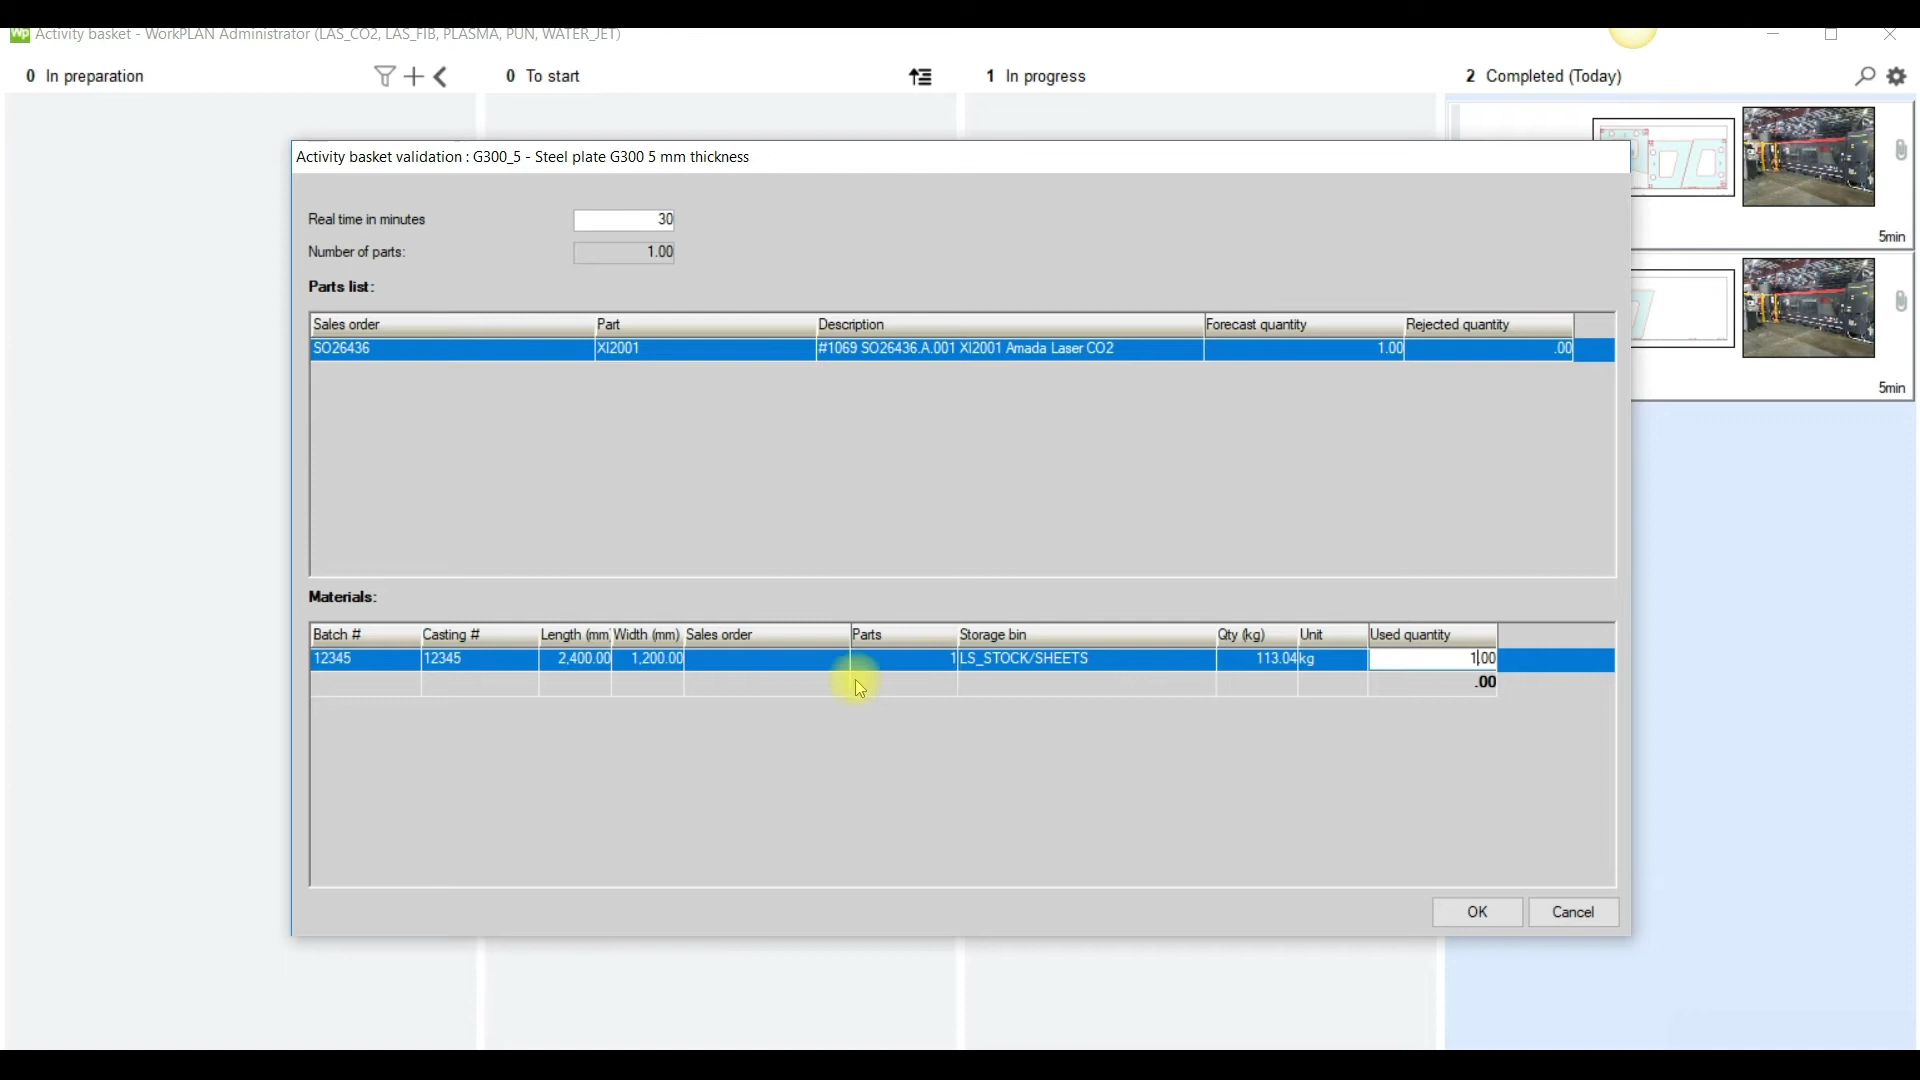 Wp Activity basket - WorkPLAN Administrator (LAS_CO2, LAS_FIB, PLASMA, PUN, WATER_JET)
0 In preparation 0 To start 1 In progress 2 Completed (Today)
Activity basket validation : G300_5 - Steel plate G300 5 mm thickness
Real time in minutes 30
5min
Number of parts: 1.00
Parts list:
Sales order Part Description Forecast quantity Rejected quantity
SO26436 XI2001 #1069 SO26436.A.001 XI2001 Amada Laser CO2 1.00 .00
5min
Materials:
Batch # Casting # Length (mm Width (mm) Sales order Parts Storage bin Qty (kg) Unit Used quantity
12345 12345 2,400.00 1,200.00 1 LS_STOCK/SHEETS 113.04 kg 1.00
.00
OK Cancel